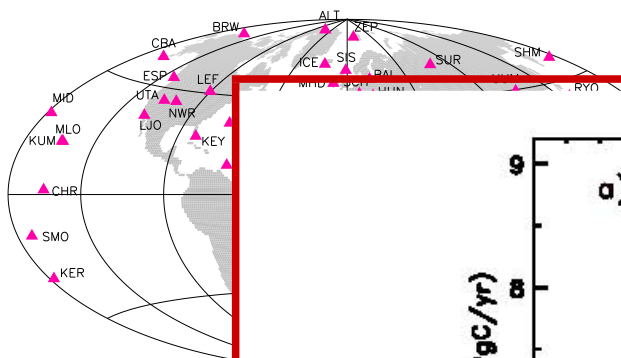 ALT
BRW
ZEP
CBA
ICE
SIS
SUR
SHM
ESP
LEF
UTA
NWR
LJO
MID
MLO
KUM
KEY
RYO
CHR
SMO
KER
9
a)
8
gC/yr)